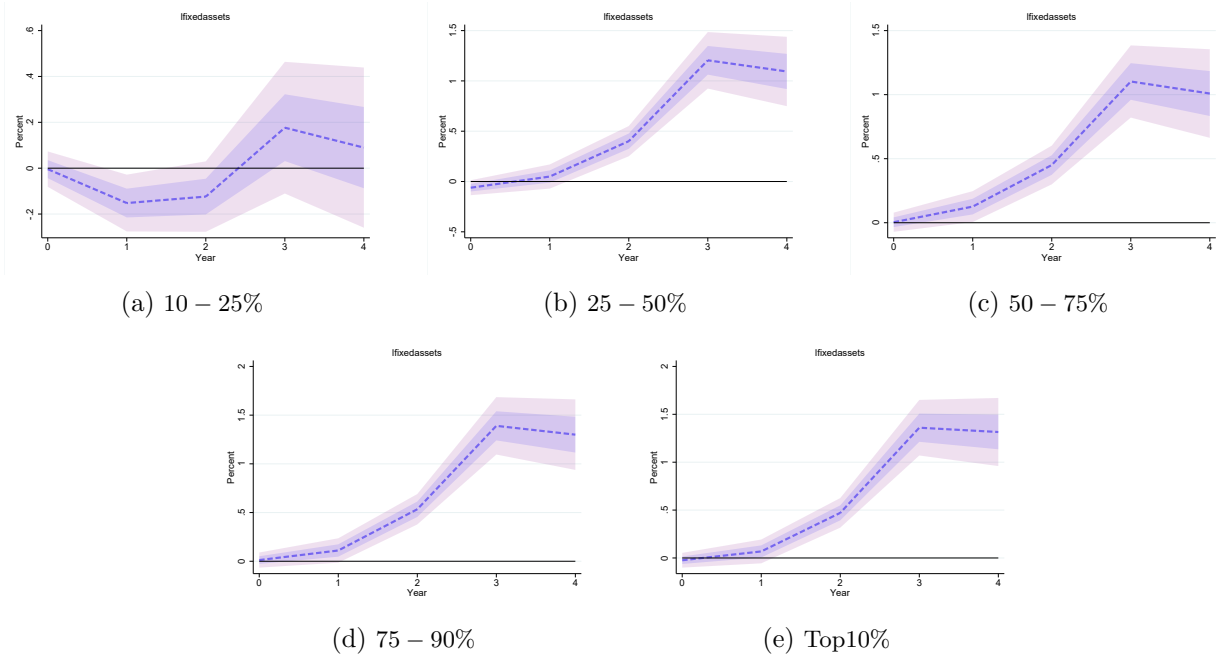 lfixedassets
Percent
.6
.4
.2
0
-.2
0 1 2 3 4
Year
(a) 10 − 25%
lfixedassets
Percent
1.5
1
.5
0
-.5
0 1 2 3 4
Year
(b) 25 − 50%
lfixedassets
Percent
1.5
1
.5
0
0 1 2 3 4
Year
(c) 50 − 75%
lfixedassets
Percent
2
1.5
1
.5
0
0 1 2 3 4
Year
(d) 75 − 90%
lfixedassets
Percent
2
1.5
1
.5
0
0 1 2 3 4
Year
(e) Top10%